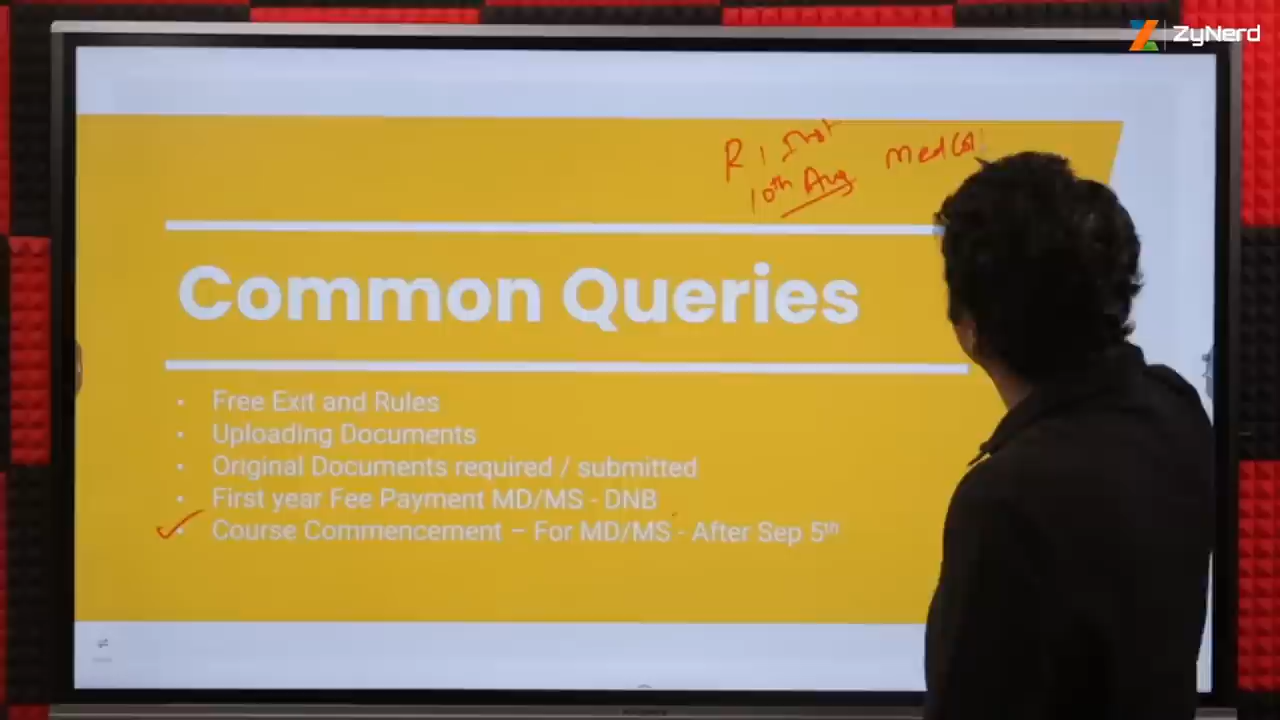 ZyNerd
R1
10th Aug
Common Queries
• Free Exit and Rules
• Uploading Documents
• Original Documents required / submitted
• First year Fee Payment MD/MS - DNB
• Course Commencement – For MD/MS - After Sep 5th